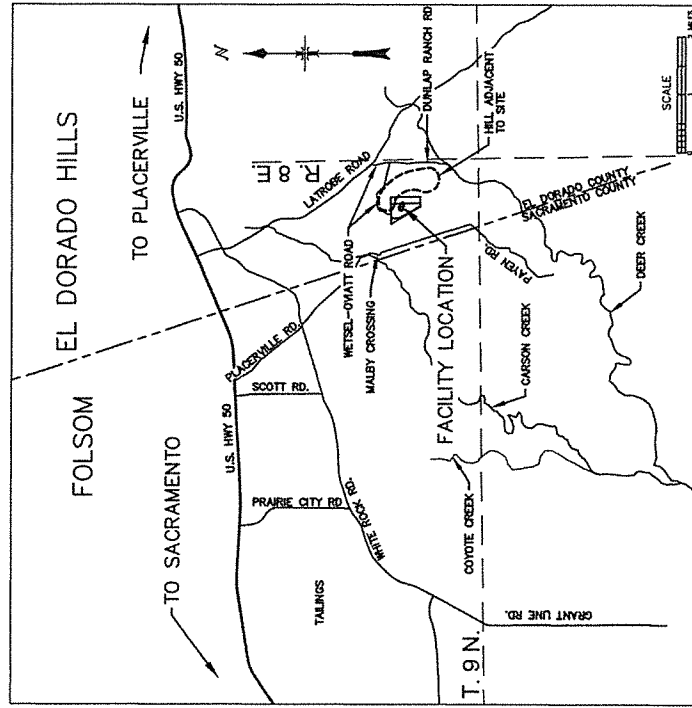 EL DORADO HILLS
FOLSOM
TO PLACERVILLE
U.S. HWY 50
TO SACRAMENTO
U.S. HWY 50
N
R. 8 E.
LATROBE ROAD
DUNLAP RANCH RD
HILL ADJACENT
TO SITE
WETSEL-OVIATT ROAD
MALBY CROSSING
PLACERVILLE RD.
SCOTT RD.
PRAIRIE CITY RD
WHITE ROCK RD.
TAILINGS
FACILITY LOCATION
EL DORADO COUNTY
SACRAMENTO COUNTY
PAYEN RD.
CARSON CREEK
DEER CREEK
COYOTE CREEK
GRANT LINE RD.
T. 9 N.
SCALE
MILES